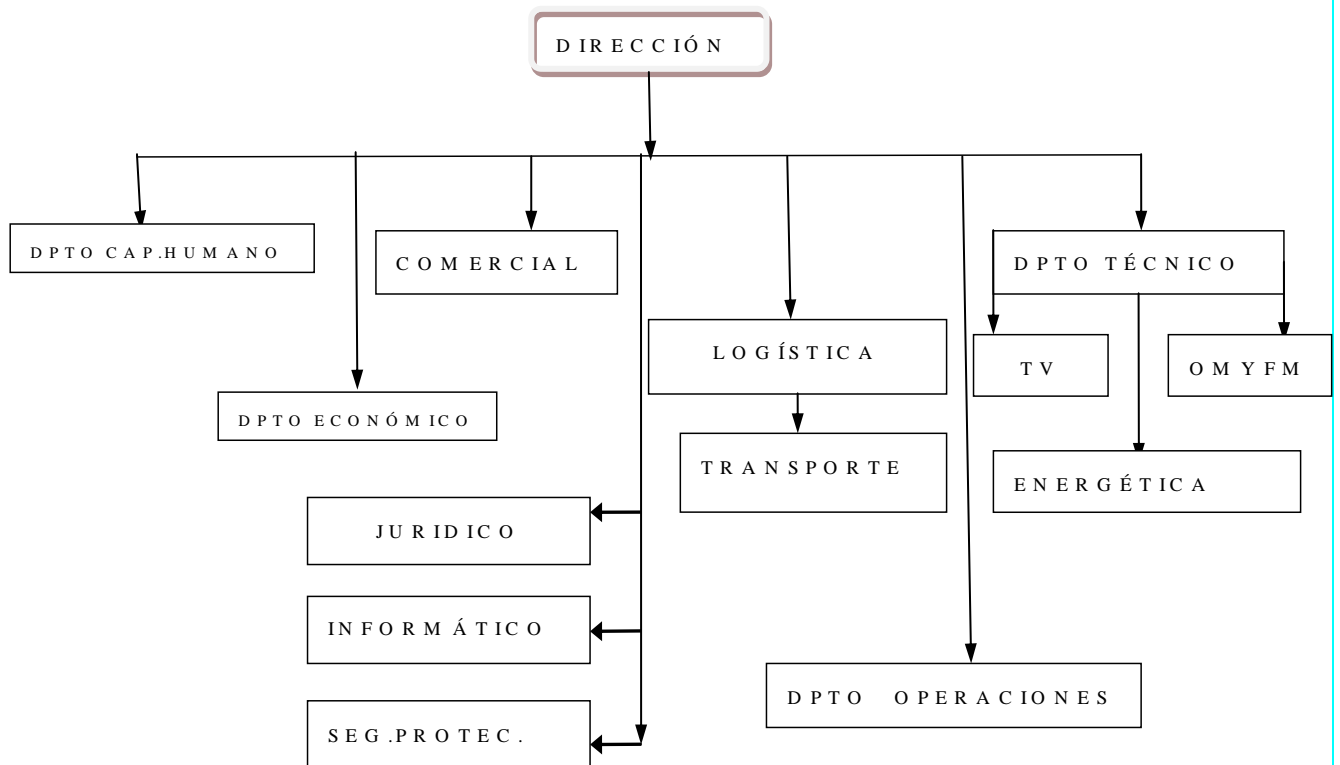 DIRECCIÓN
DPTO CAP.HUMANO
COMERCIAL
DPTO TÉCNICO
LOGÍSTICA
TV
OMYFM
DPTO ECONÓMICO
TRANSPORTE
ENERGÉTICA
JURIDICO
INFORMÁTICO
DPTO OPERACIONES
SEG.PROTEC.